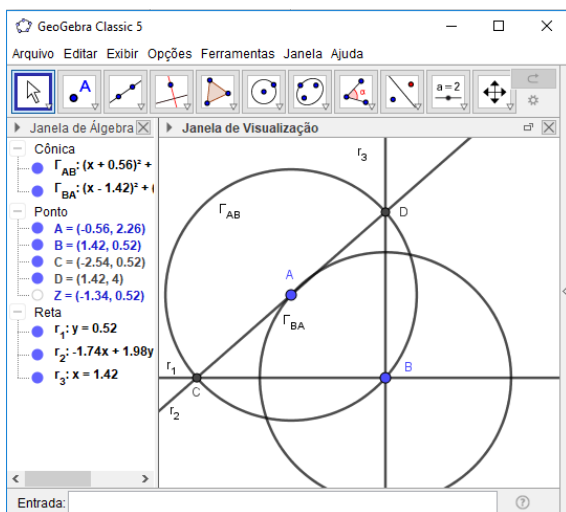 GeoGebra Classic 5
Arquivo Editar Exibir Opções Ferramentas Janela Ajuda
A
α
a=2
Janela de Álgebra
Cônica
Γ_AB: (x + 0.56)² +
Γ_BA: (x - 1.42)² + (
Ponto
A = (-0.56, 2.26)
B = (1.42, 0.52)
C = (-2.54, 0.52)
D = (1.42, 4)
Z = (-1.34, 0.52)
Reta
r₁: y = 0.52
r₂: -1.74x + 1.98y
r₃: x = 1.42
Janela de Visualização
r₃
Γ_AB
D
A
Γ_BA
r₁
B
C
r₂
Entrada: